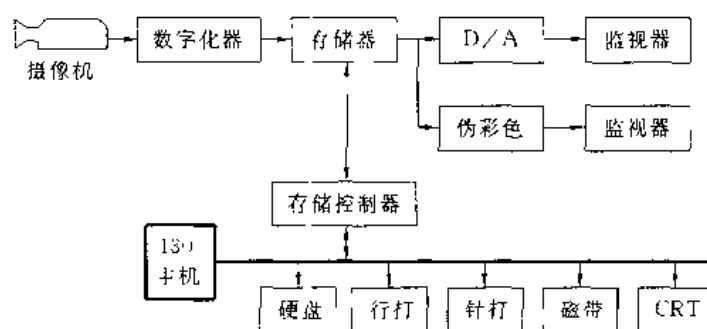 数字化器
存储器
D/A
监视器
摄像机
伪彩色
监视器
存储控制器
130
主机
硬盘
行打
针打
磁带
CRT